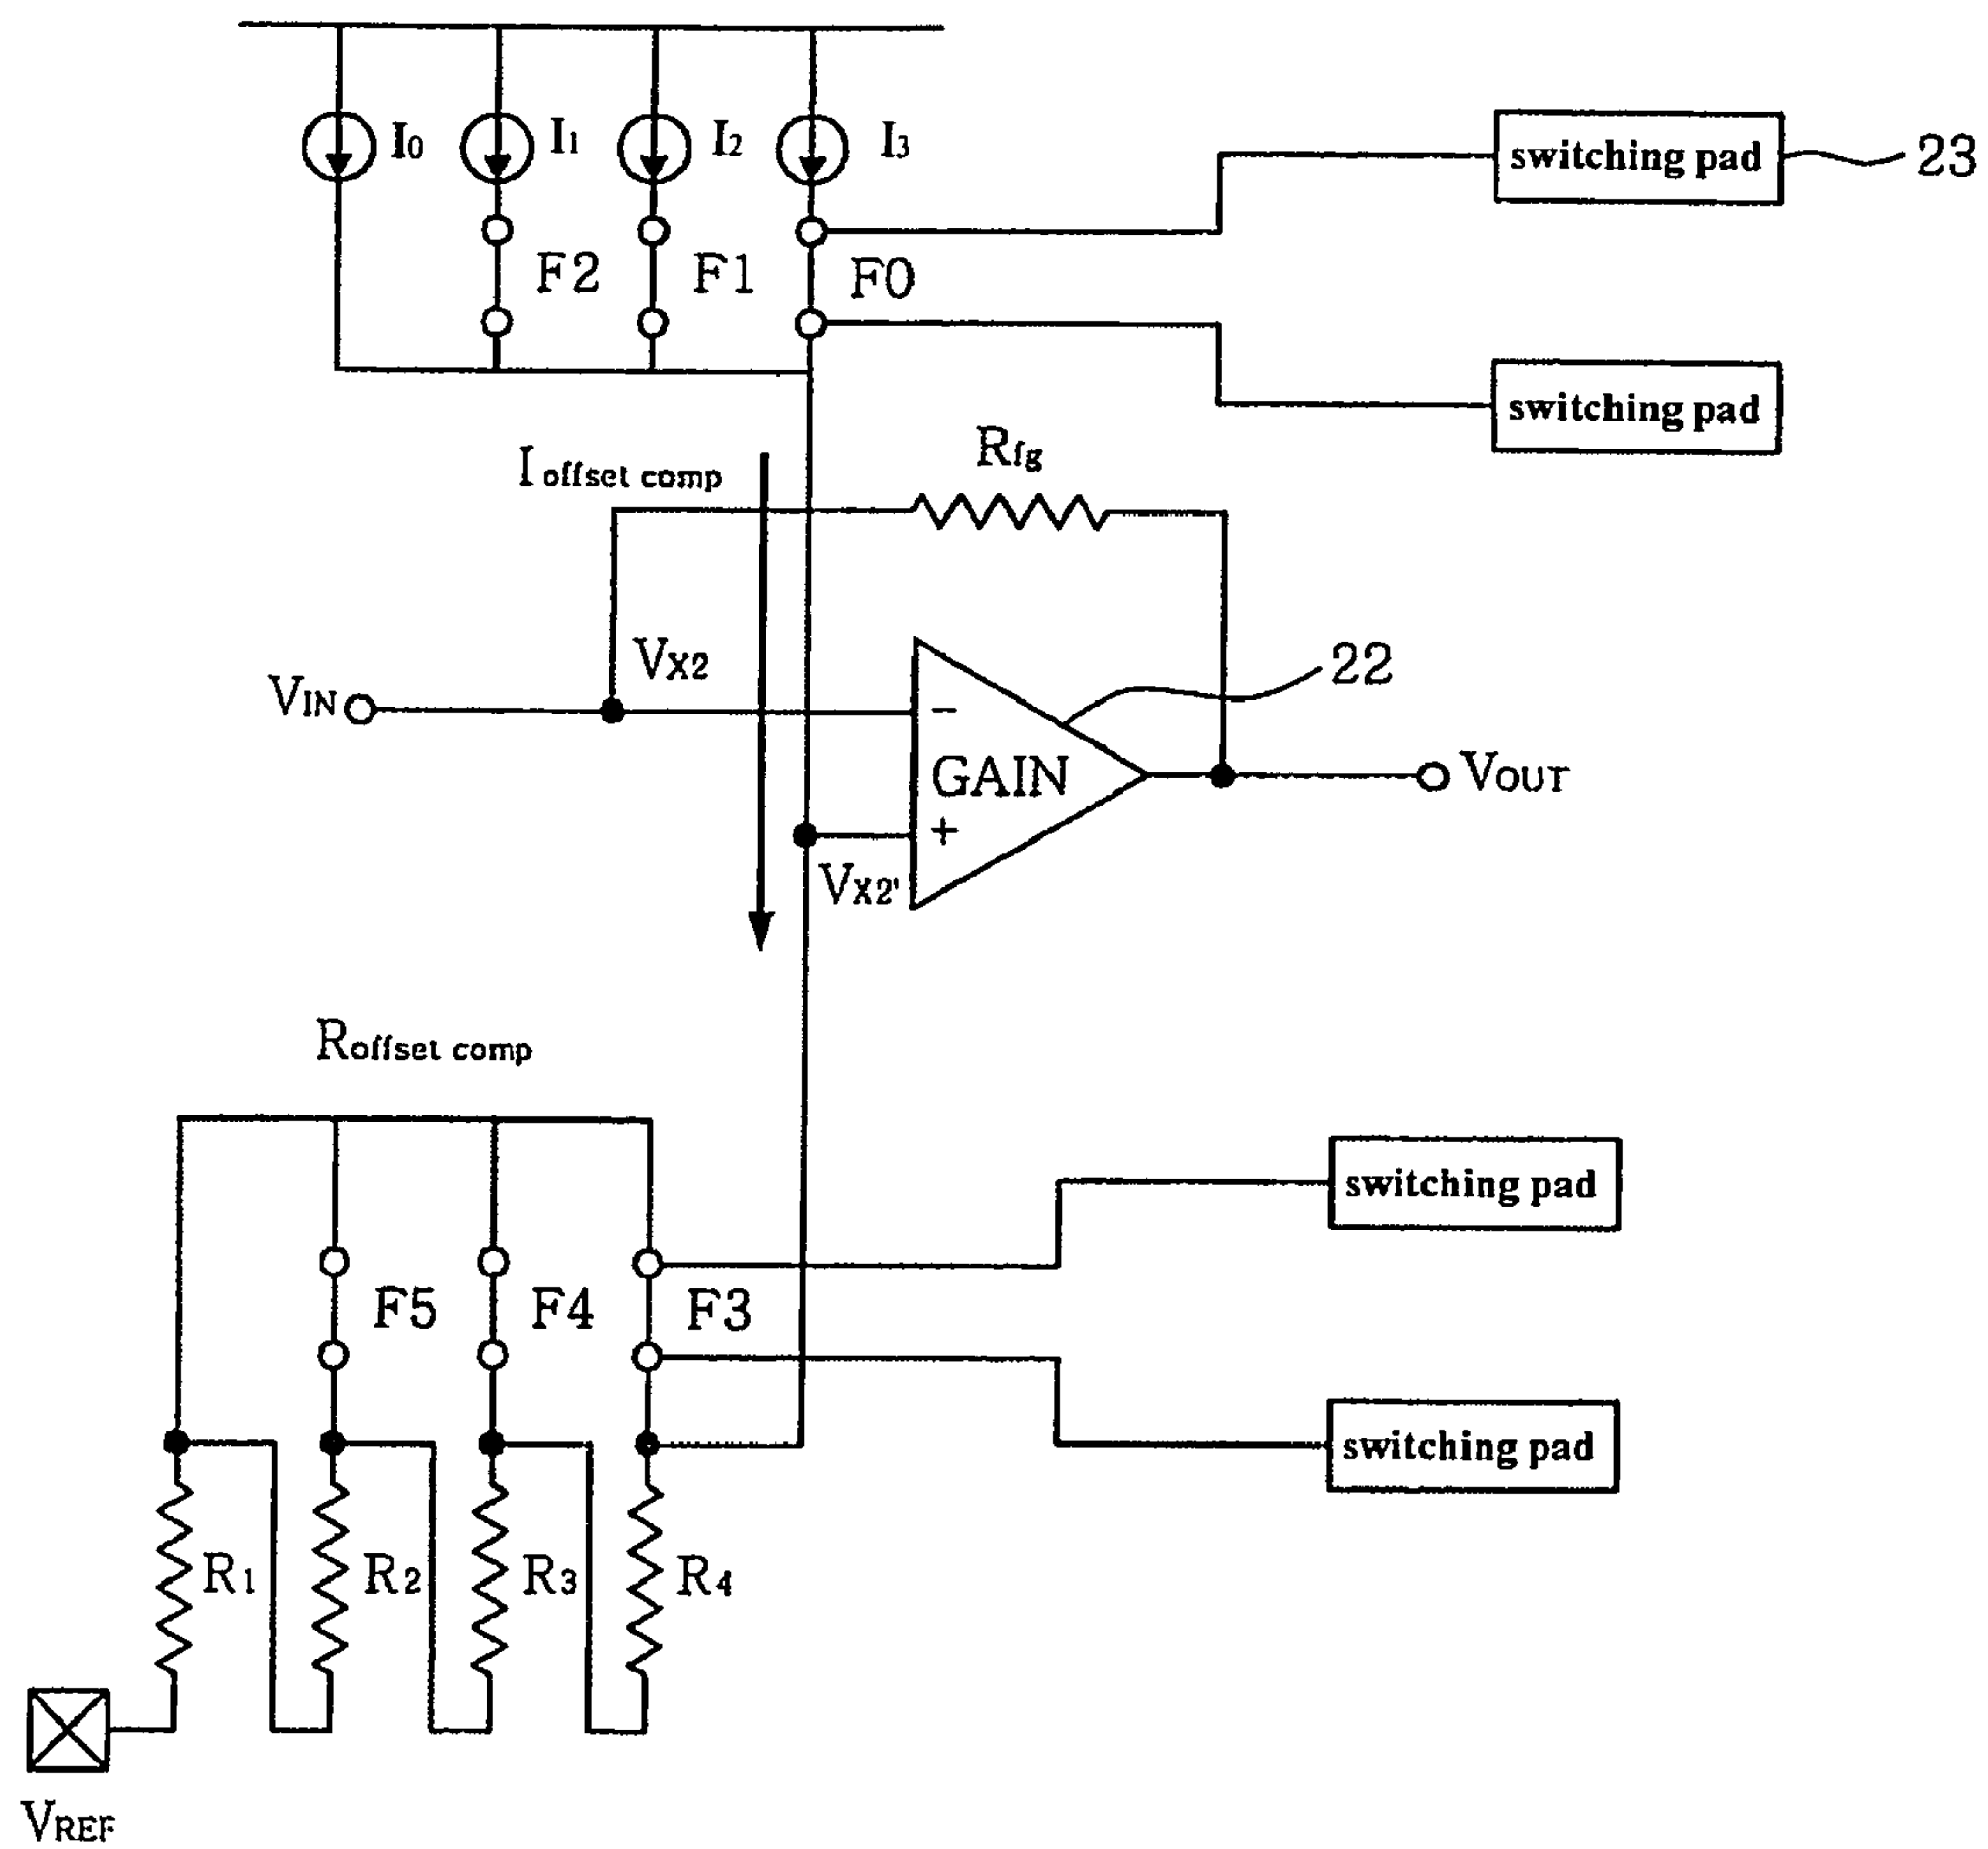 I0 I1 I2 I3
switching pad
23
F2 F1 F0
switching pad
I offset comp
Rfg
VX2
22
VIN
−
GAIN
VOUT
+
VX2'
Roffset comp
switching pad
F5 F4 F3
switching pad
R1 R2 R3 R4
VREF